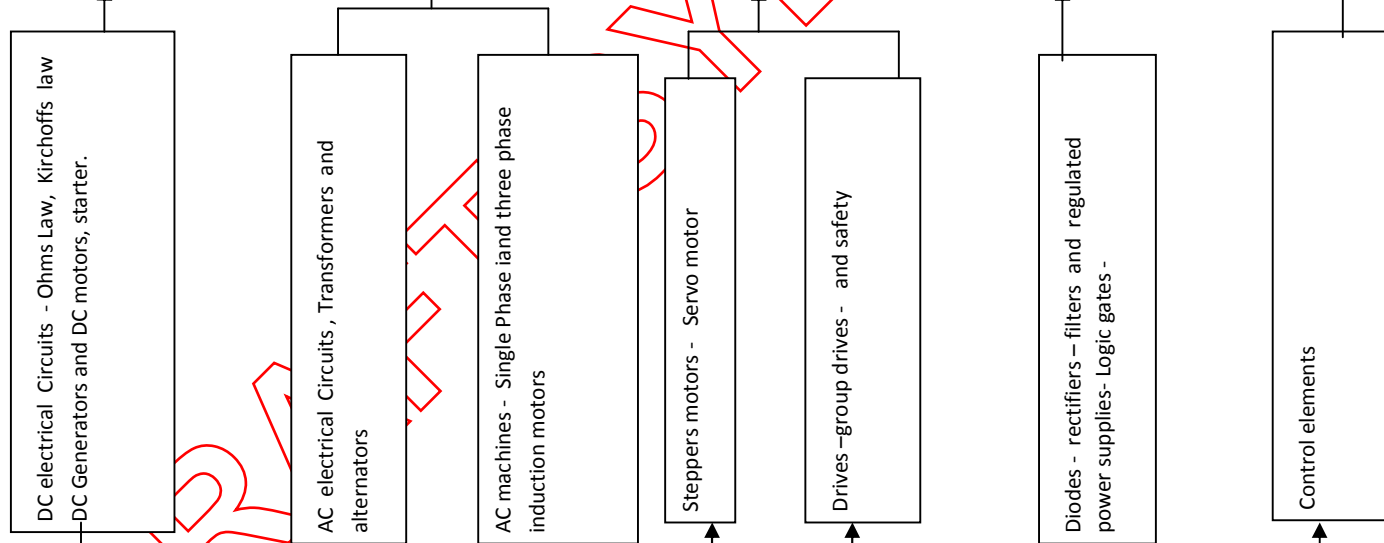 DC electrical Circuits - Ohms Law, Kirchoffs law
DC Generators and DC motors, starter.
AC electrical Circuits , Transformers and
alternators
AC machines - Single Phase iand three phase
induction motors
Steppers motors - Servo motor
Drives –group drives - and safety
Diodes - rectifiers – filters and regulated
power supplies- Logic gates -
Control elements